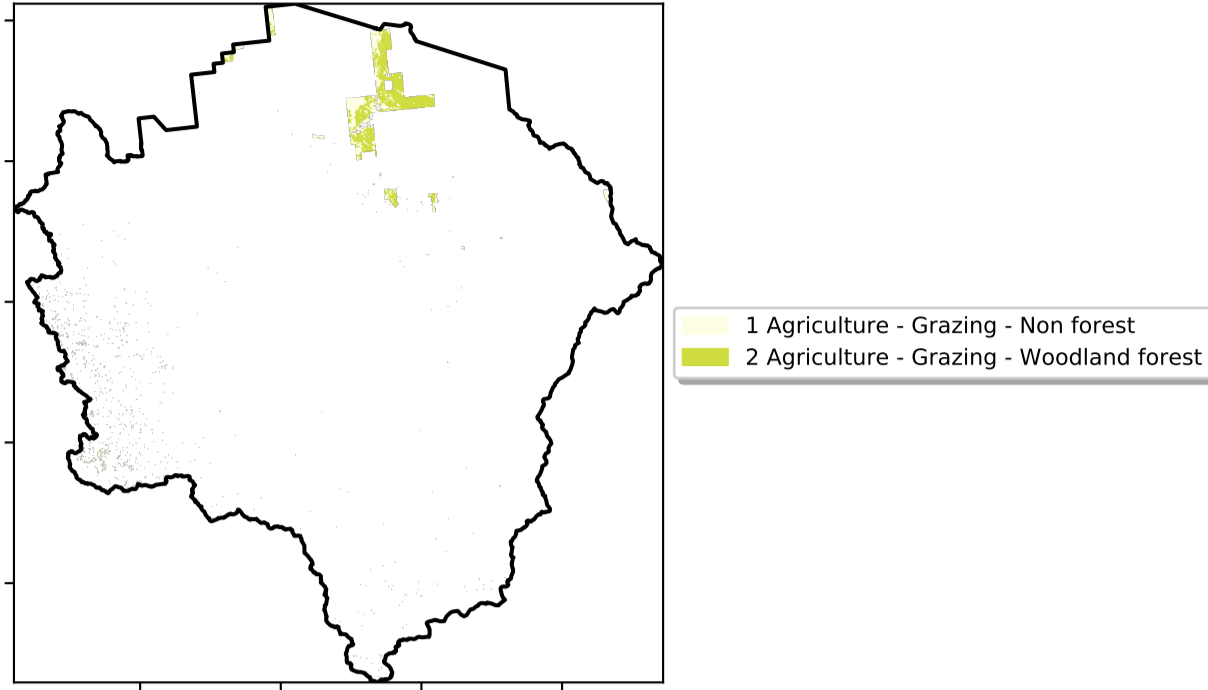 1 Agriculture - Grazing - Non forest
2 Agriculture - Grazing - Woodland forest